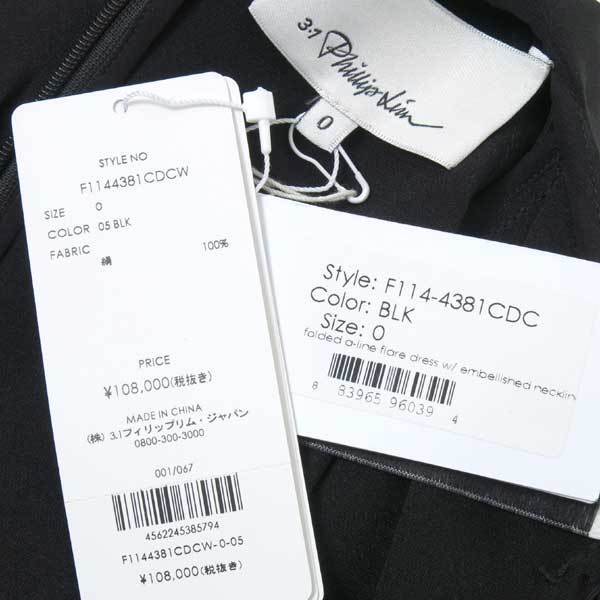 3.1 Phillip Lim
0
STYLE NO
F1144381CDCW
SIZE 0
COLOR 05 BLK
FABRIC
絹 100%
PRICE
¥108,000(税抜き)
MADE IN CHINA
(株) 3.1フィリップリム・ジャパン
0800-300-3000
001/067
4562245385794
F1144381CDCW-0-05
¥108,000(税抜き)
Style: F114-4381CDC
Color: BLK
Size: 0
folded a-line flare dress w/ embellished necklin
8 83965 96039 4